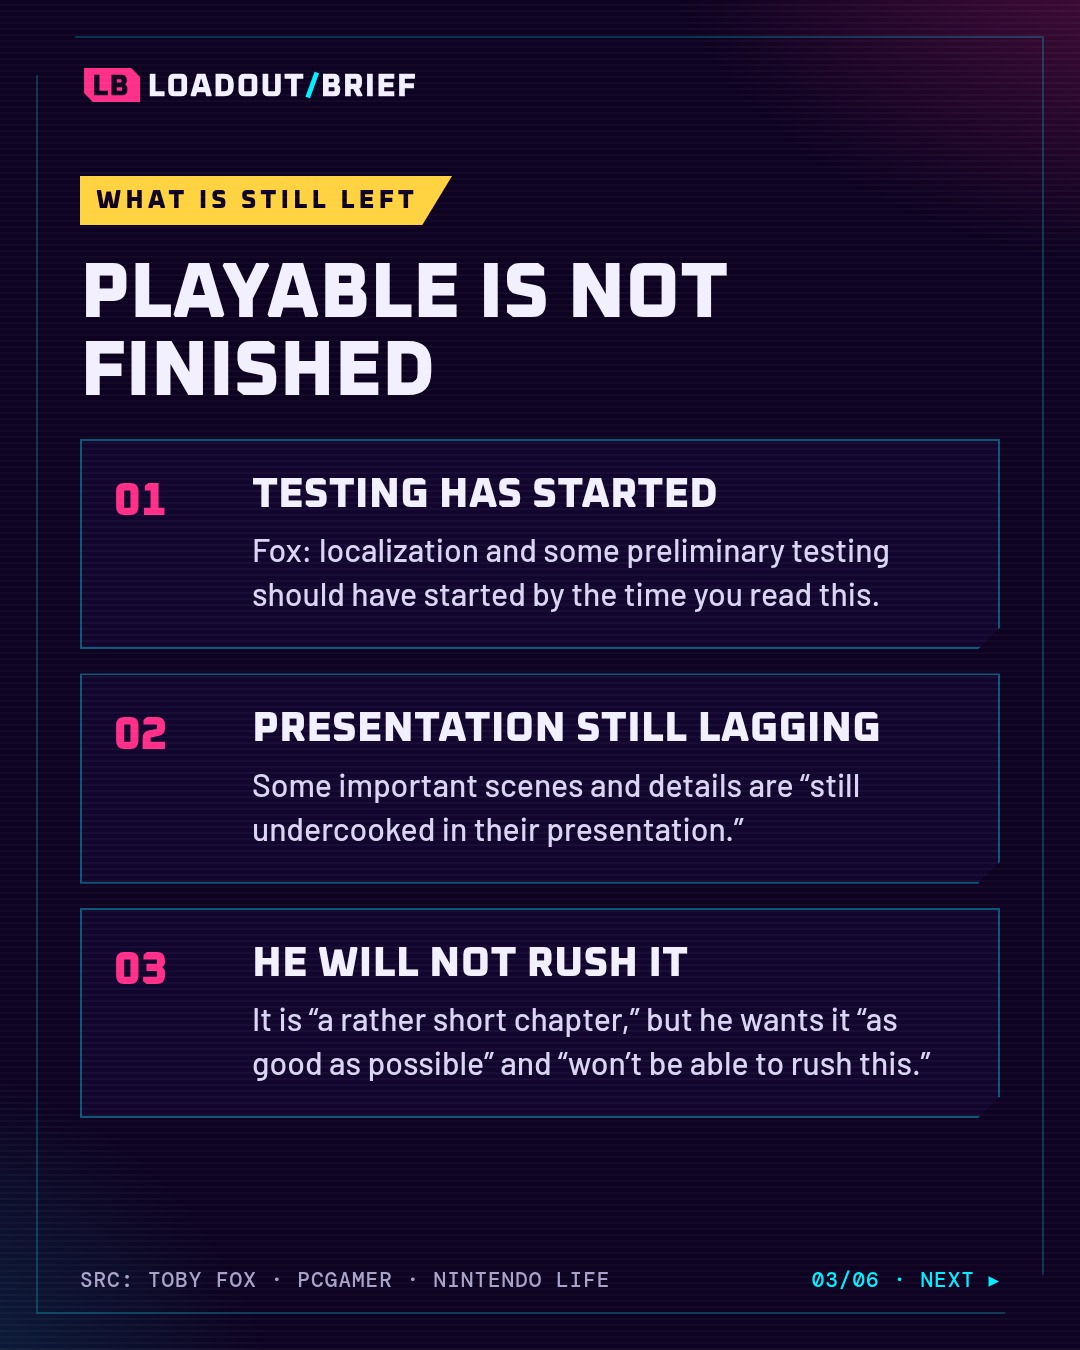 LB LOADOUT/BRIEF
WHAT IS STILL LEFT
PLAYABLE IS NOT
FINISHED
01
TESTING HAS STARTED
Fox: localization and some preliminary testing
should have started by the time you read this.
02
PRESENTATION STILL LAGGING
Some important scenes and details are “still
undercooked in their presentation.”
03
HE WILL NOT RUSH IT
It is “a rather short chapter,” but he wants it “as
good as possible” and “won’t be able to rush this.”
SRC: TOBY FOX · PCGAMER · NINTENDO LIFE
03/06 · NEXT ▸